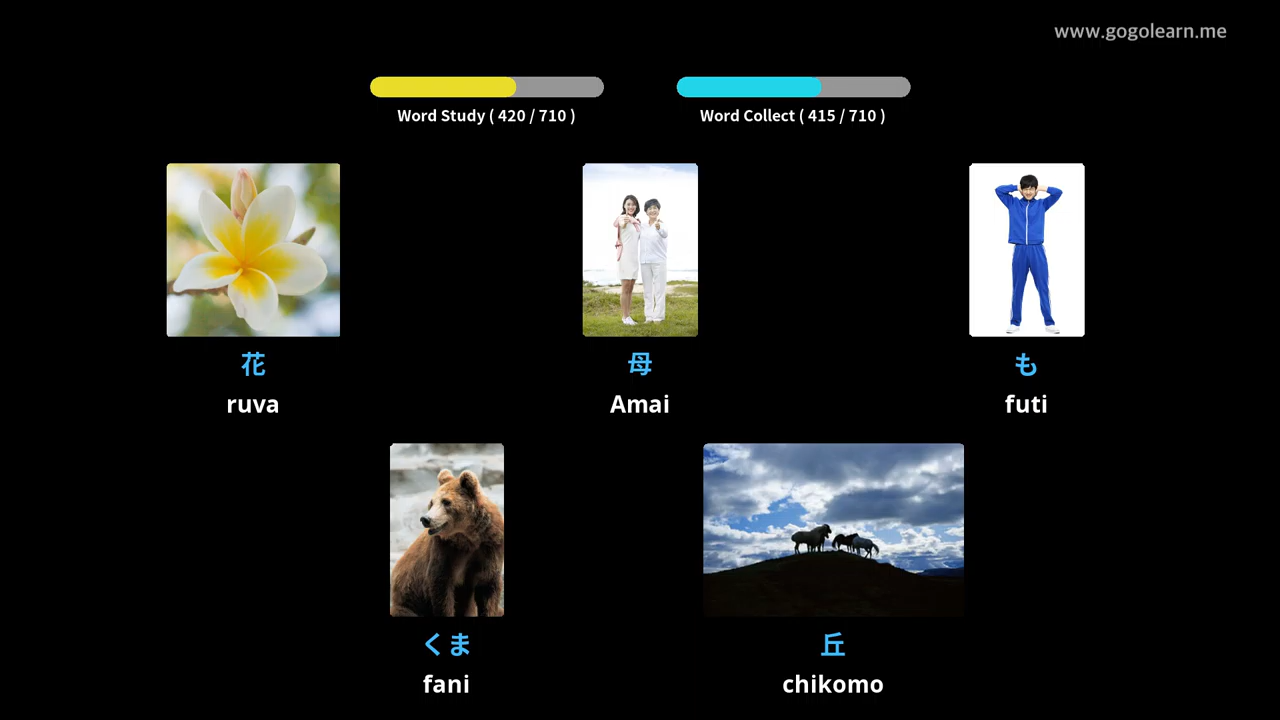 www.gogolearn.me
Word Study ( 420 / 710 )
Word Collect ( 415 / 710 )
花
ruva
母
Amai
も
futi
くま
fani
丘
chikomo